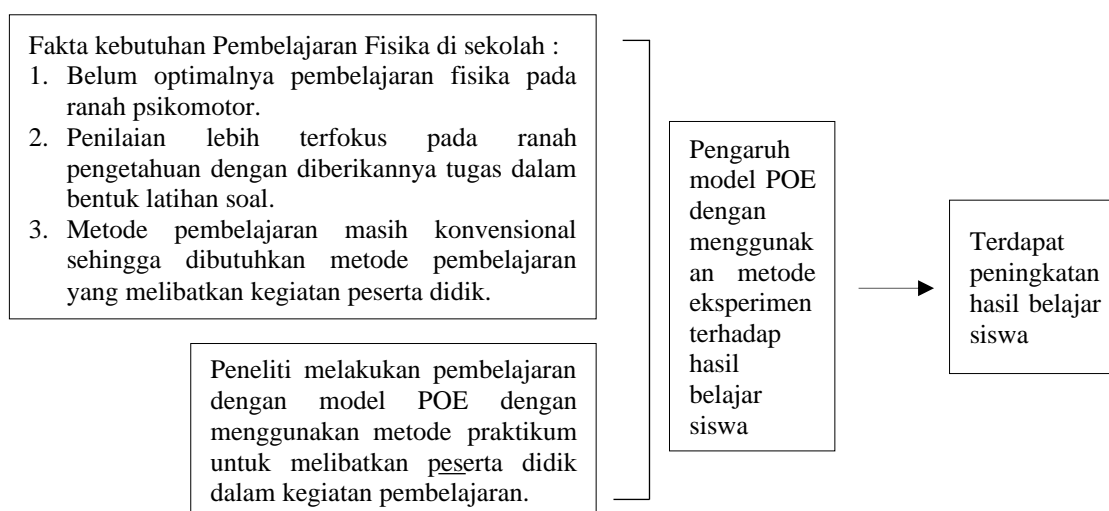 Fakta kebutuhan Pembelajaran Fisika di sekolah :
1. Belum optimalnya pembelajaran fisika pada
ranah psikomotor.
2. Penilaian lebih terfokus pada ranah
pengetahuan dengan diberikannya tugas dalam
bentuk latihan soal.
3. Metode pembelajaran masih konvensional
sehingga dibutuhkan metode pembelajaran
yang melibatkan kegiatan peserta didik.
Peneliti melakukan pembelajaran
dengan model POE dengan
menggunakan metode praktikum
untuk melibatkan peserta didik
dalam kegiatan pembelajaran.
Pengaruh
model POE
dengan
menggunak
an metode
eksperimen
terhadap
hasil
belajar
siswa
Terdapat
peningkatan
hasil belajar
siswa